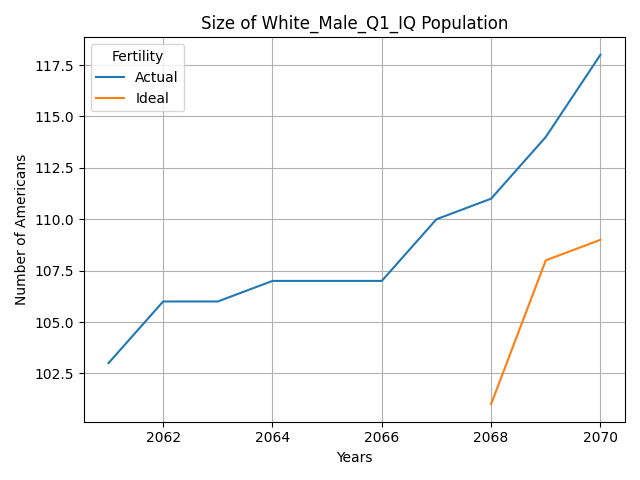 Size of White_Male_Q1_IQ Population
Fertility
Actual
Ideal
117.5
115.0
112.5
110.0
107.5
105.0
102.5
Number of Americans
2062 2064 2066 2068 2070
Years